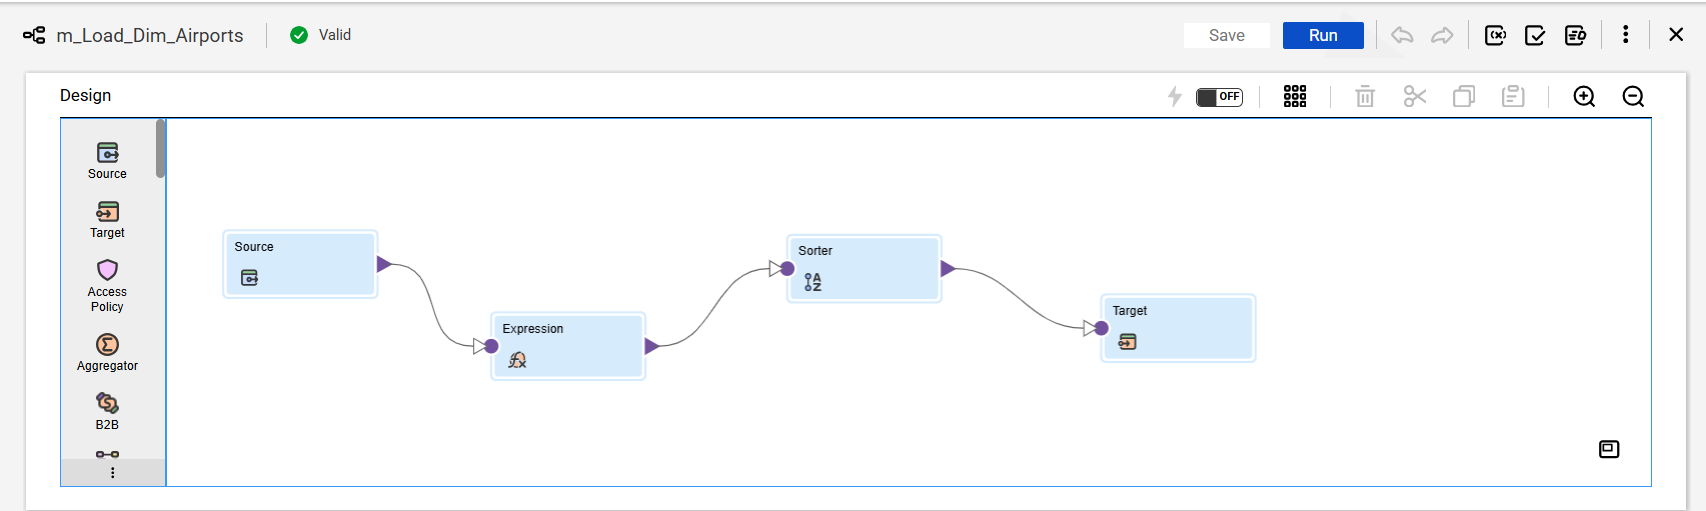 m_Load_Dim_Airports
Valid
Save
Run
Design
OFF
Source
Target
Access
Policy
Aggregator
B2B
Source
Expression
Sorter
Target